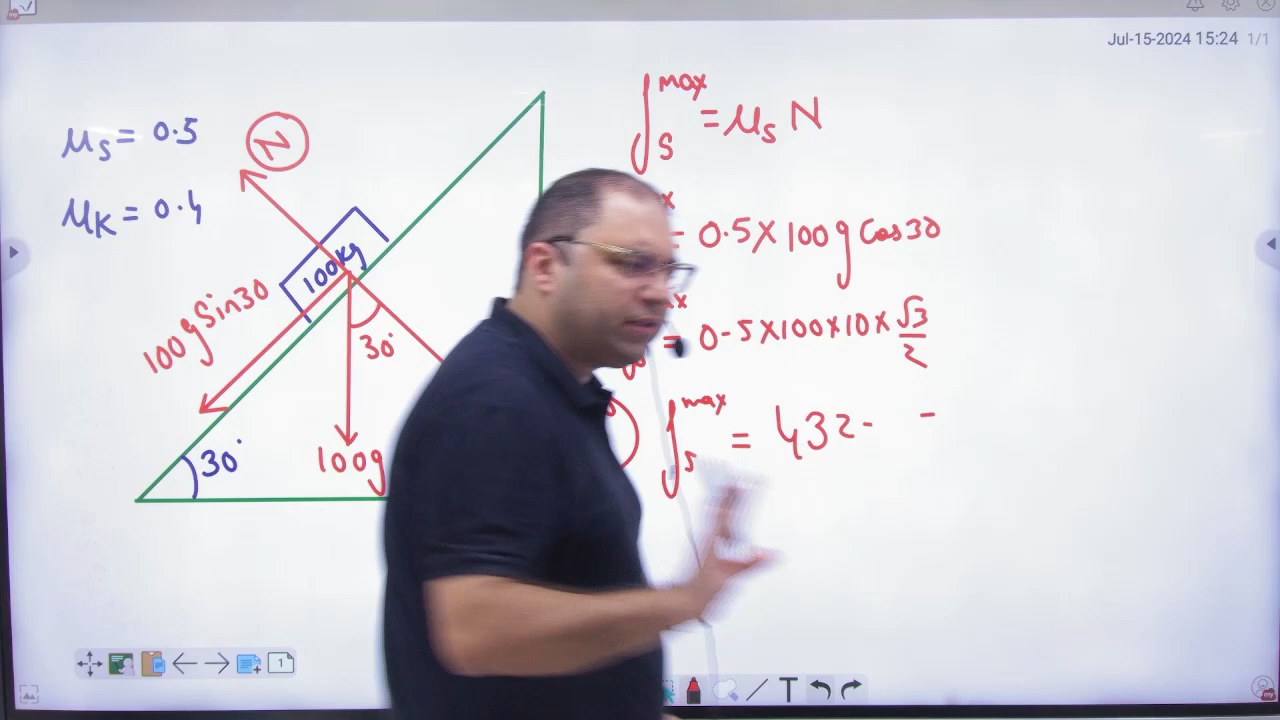 Jul-15-2024 15:24 1/1
μs = 0.5
μK = 0.4
N
100kg
100g Sin30
30°
100g
30°
fs max = μs N
x
= 0.5 X 100g Cos30
x
= 0.5 X 100 X 10 X √3/2
fs max = 432- -
1
T